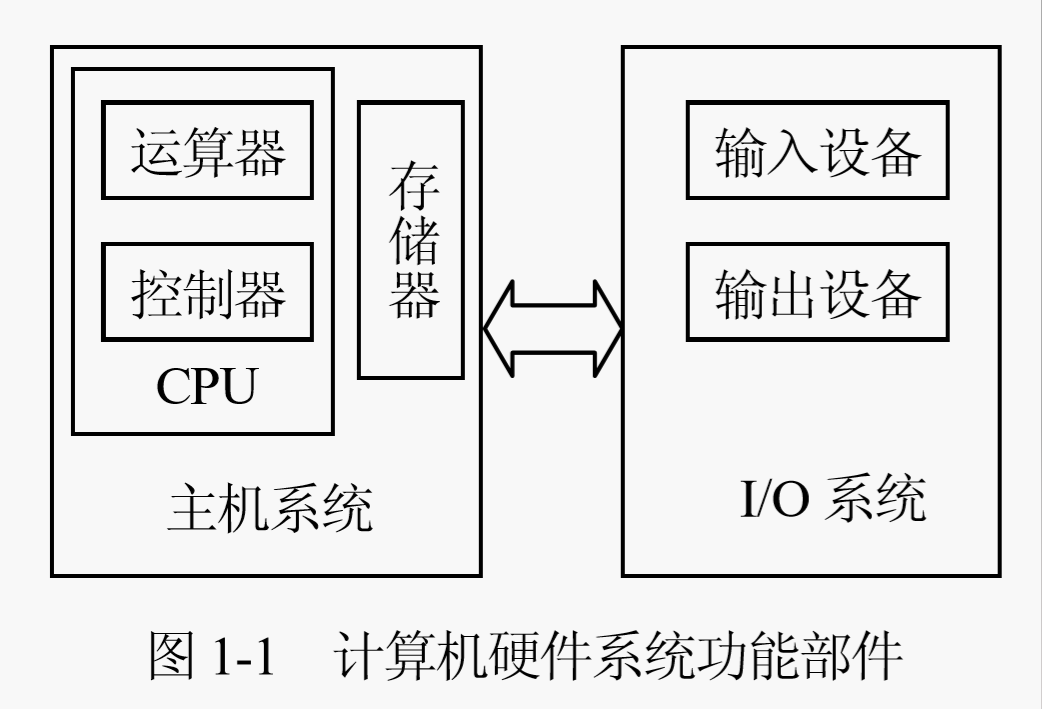 运算器
控制器
CPU
存储器
主机系统
输入设备
输出设备
I/O 系统
图 1-1 计算机硬件系统功能部件